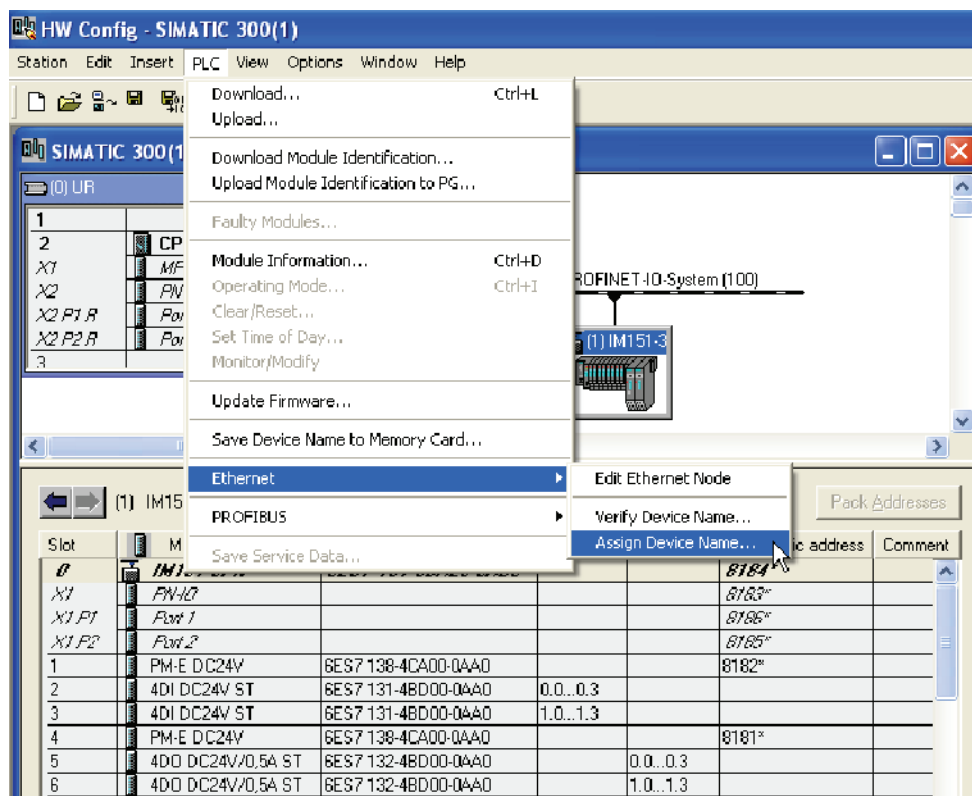 HW Config - SIMATIC 300(1)
Station Edit Insert PLC View Options Window Help
Download... Ctrl+L
Upload...
Download Module Identification...
Upload Module Identification to PG...
Faulty Modules...
Module Information... Ctrl+D
Operating Mode... Ctrl+I
Clear/Reset...
Set Time of Day...
Monitor/Modify
Update Firmware...
Save Device Name to Memory Card...
Ethernet
PROFIBUS
Save Service Data...
Edit Ethernet Node
Verify Device Name...
Assign Device Name...
SIMATIC 300(1
(0) UR
1
2 CP
X1
X2 PN
X2 P1 R Por
X2 P2 R Por
3
ROFINET-IO-System (100)
(1) IM151-3
(1) IM15
Pack Addresses
Slot M ic address Comment
0 8184*
X1 PN-IO 8183*
X1 P1 Port 1 8186*
X1 P2 Port 2 8185*
1 PM-E DC24V 6ES7 138-4CA00-0AA0 8182*
2 4DI DC24V ST 6ES7 131-4BD00-0AA0 0.0...0.3
3 4DI DC24V ST 6ES7 131-4BD00-0AA0 1.0...1.3
4 PM-E DC24V 6ES7 138-4CA00-0AA0 8181*
5 4DO DC24V/0,5A ST 6ES7 132-4BD00-0AA0 0.0...0.3
6 4DO DC24V/0,5A ST 6ES7 132-4BD00-0AA0 1.0...1.3